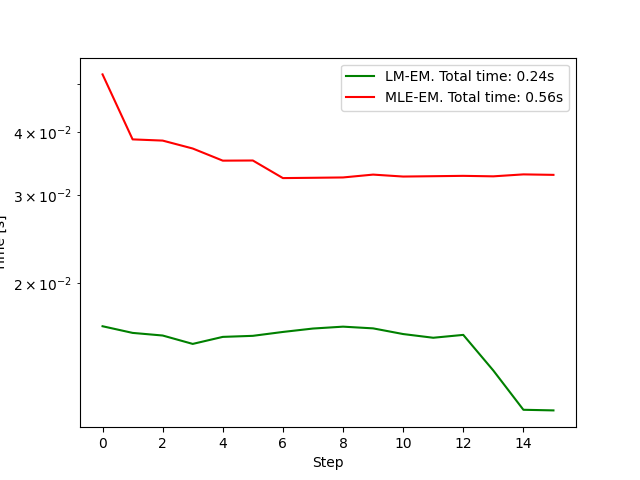 LM-EM. Total time: 0.24s
MLE-EM. Total time: 0.56s
4 × 10⁻²
3 × 10⁻²
2 × 10⁻²
[s]
0 2 4 6 8 10 12 14
Step